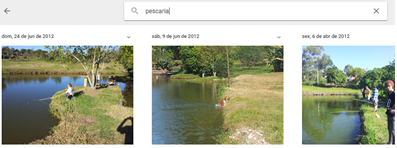 pescaria
dom, 24 de jun de 2012
sáb, 9 de jun de 2012
sex, 6 de abr de 2012